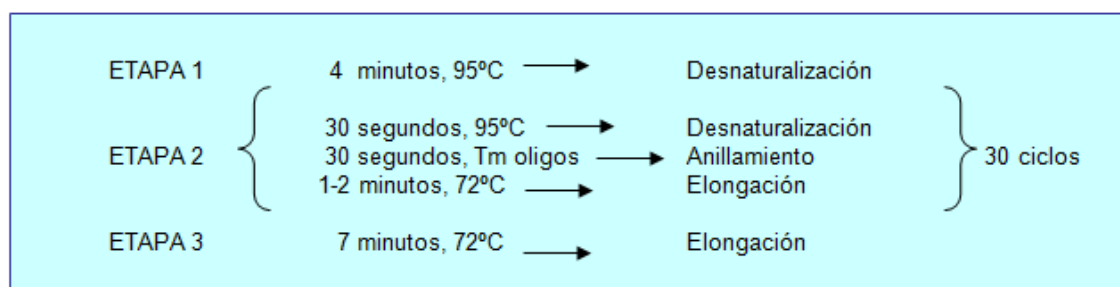 ETAPA 1 4 minutos, 95ºC Desnaturalización
30 segundos, 95ºC Desnaturalización
ETAPA 2 30 segundos, Tm oligos Anillamiento 30 ciclos
1-2 minutos, 72ºC Elongación
ETAPA 3 7 minutos, 72ºC Elongación